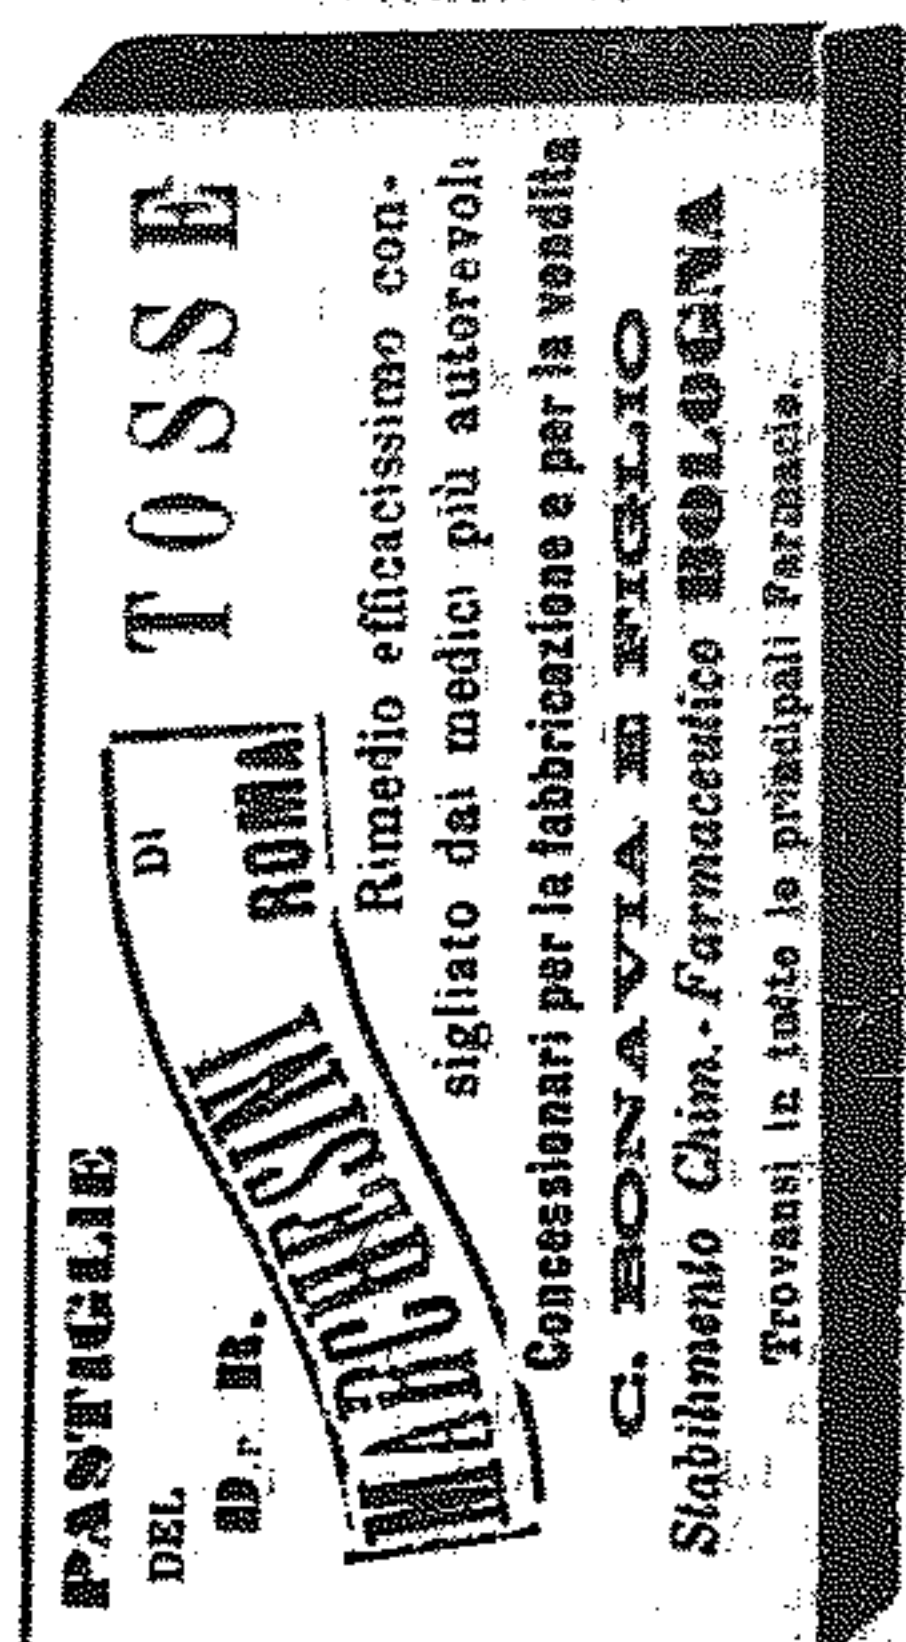 PASTIGLIE
DEL
D.r
MARCHESINI
DI
ROMA
TOSSE
Rimedio efficacissimo con-
sigliato dai medici più autorevoli
Concessionari per la fabbricazione e per la vendita
C. BONAVIA E FIGLIO
Stabilimento Chim.-Farmaceutico BOLOGNA
Trovansi in tutte le principali Farmacie.